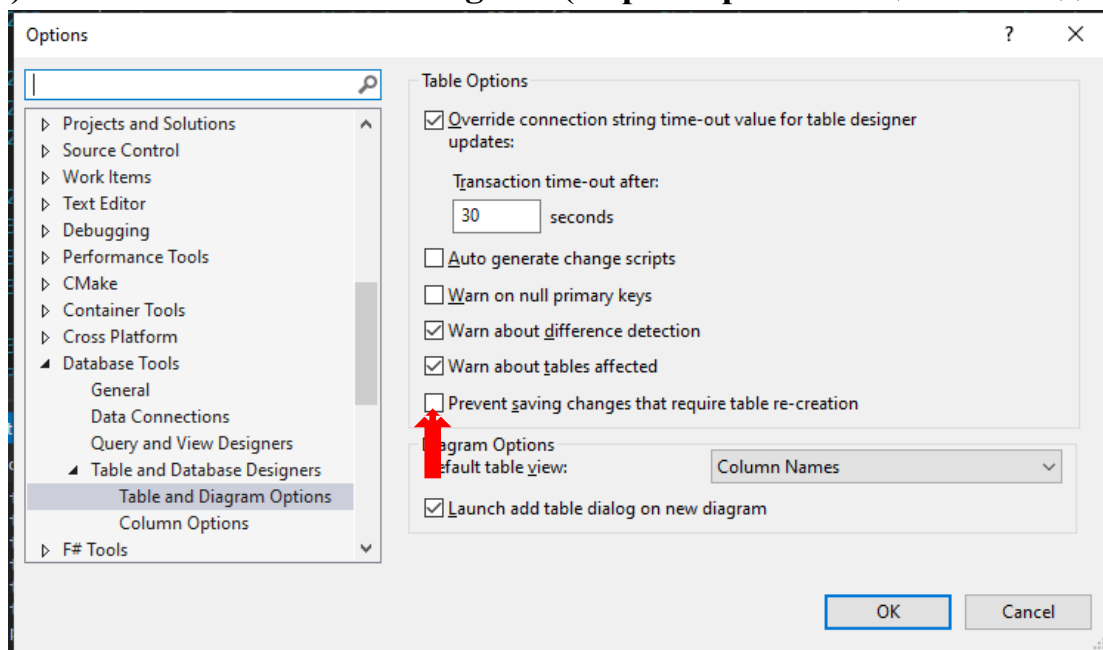 Options
?
Table Options
Override connection string time-out value for table designer
updates:
Transaction time-out after:
30 seconds
Auto generate change scripts
Warn on null primary keys
Warn about difference detection
Warn about tables affected
Prevent saving changes that require table re-creation
Projects and Solutions
Source Control
Work Items
Text Editor
Debugging
Performance Tools
CMake
Container Tools
Cross Platform
Database Tools
General
Data Connections
Query and View Designers
Table and Database Designers
Table and Diagram Options
Column Options
F# Tools
Options
table view: Column Names
Launch add table dialog on new diagram
OK Cancel